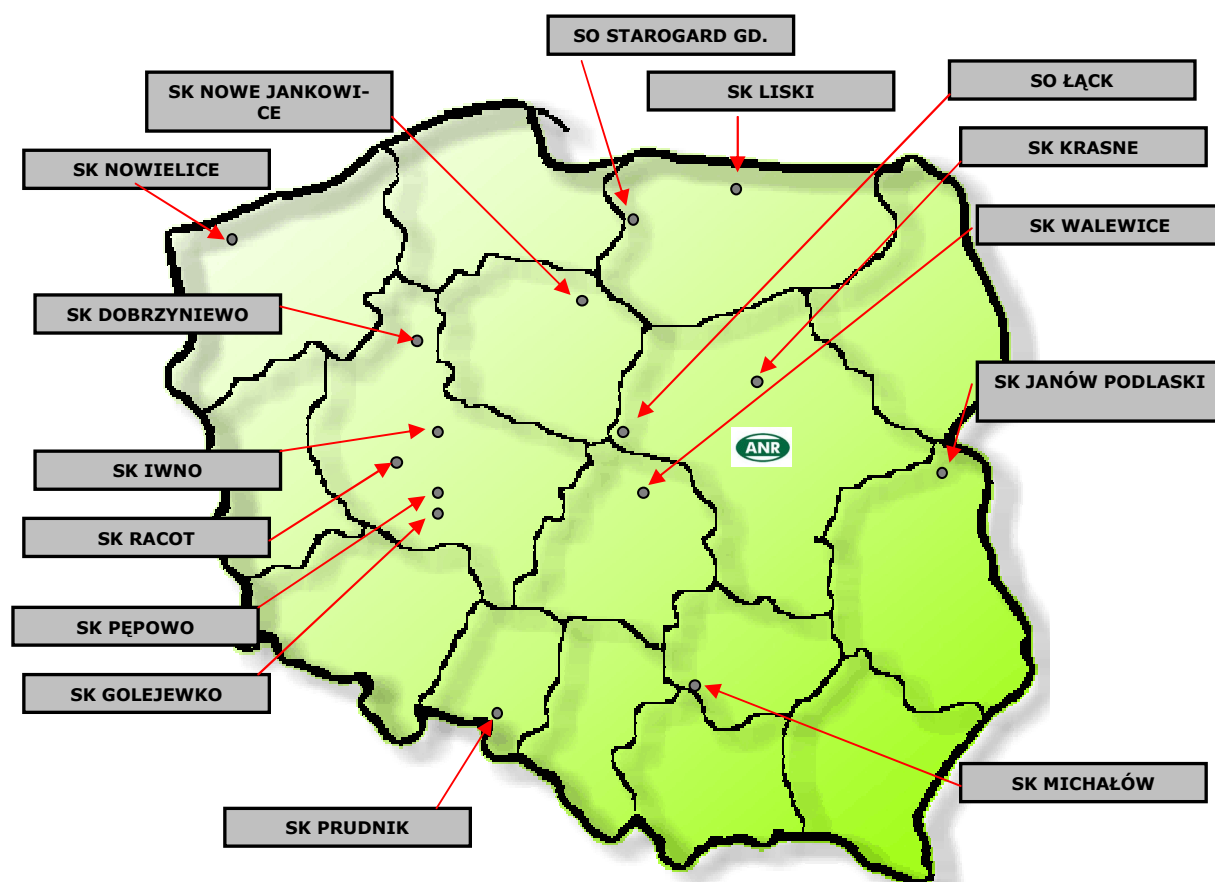 SO STAROGARD GD.
SK NOWE JANKOWI-
CE
SK LISKI
SO ŁĄCK
SK KRASNE
SK NOWIELICE
SK WALEWICE
SK DOBRZYNIEWO
SK JANÓW PODLASKI
ANR
SK IWNO
SK RACOT
SK PĘPOWO
SK GOLEJEWKO
SK MICHAŁÓW
SK PRUDNIK